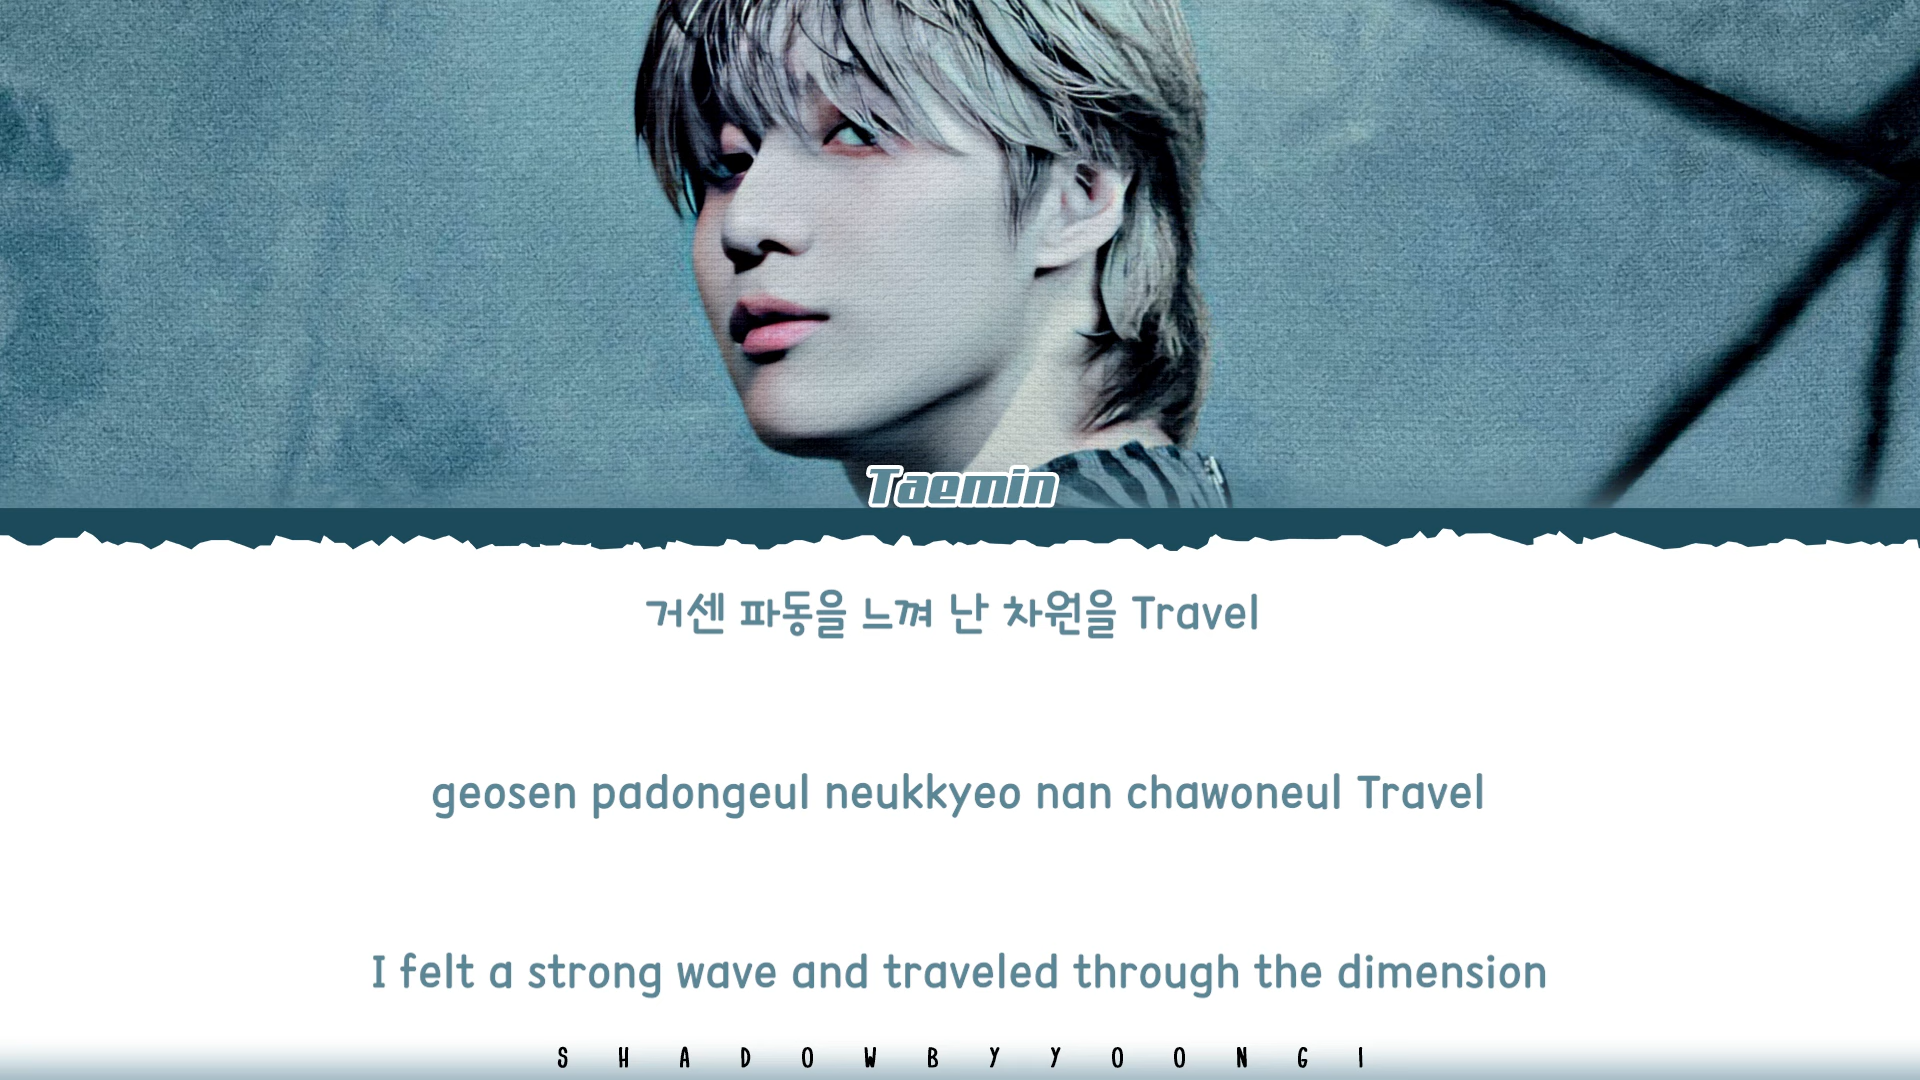 Taemin
거센 파동을 느껴 난 차원을 Travel
geosen padongeul neukkyeo nan chawoneul Travel
I felt a strong wave and traveled through the dimension
SHADOWBYYOONGI